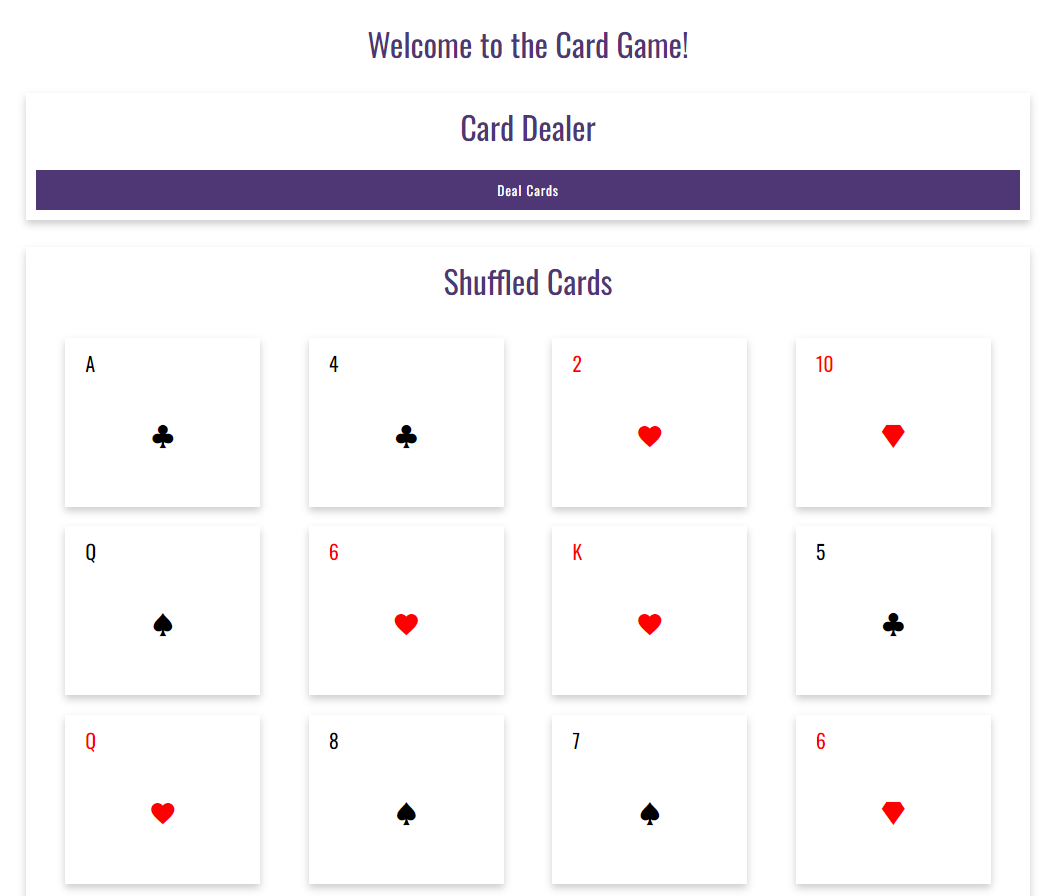 Welcome to the Card Game!
Card Dealer
Deal Cards
Shuffled Cards
A 4 2 10
♣ ♣ ♥ ♦
Q 6 K 5
♠ ♥ ♥ ♣
Q 8 7 6
♥ ♠ ♠ ♦